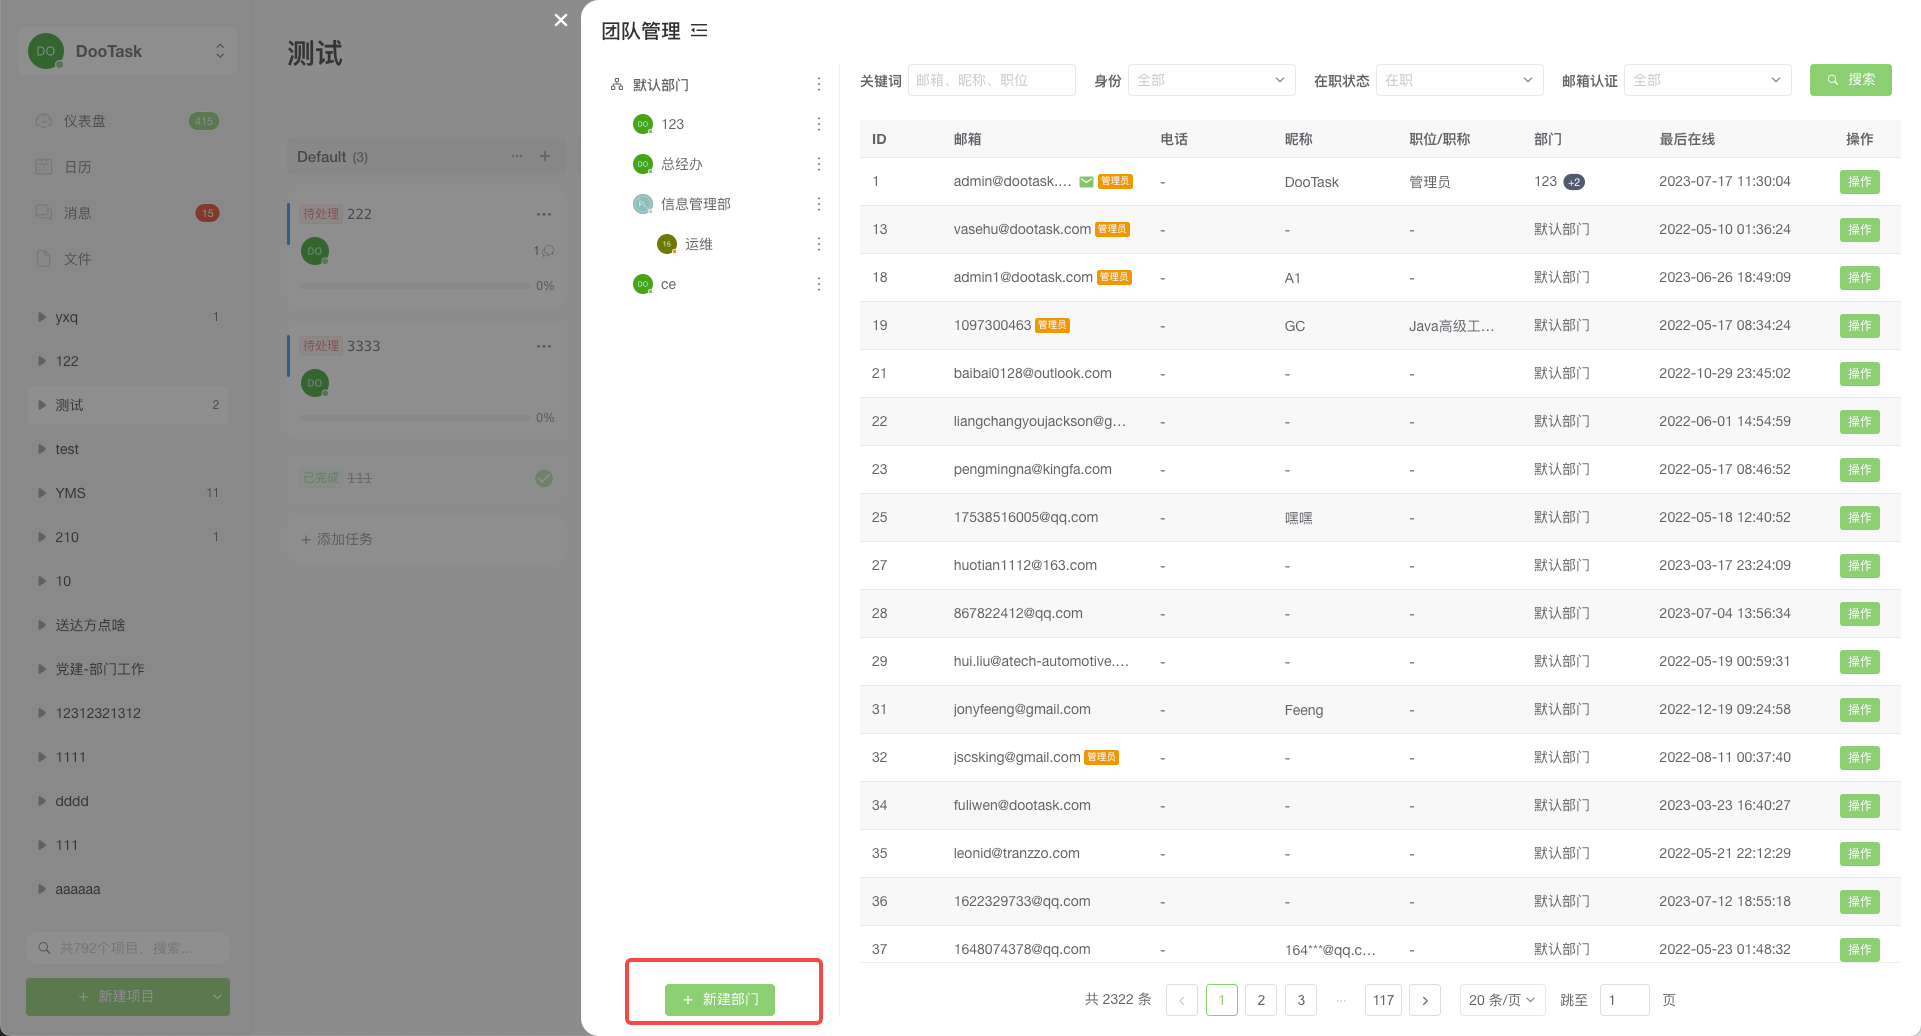 DO DooTask
仪表盘 415
日历
消息 15
文件
yxq 1
122
测试 2
test
YMS 11
210 1
10
送达方点啥
党建-部门工作
12312321312
1111
dddd
111
aaaaaa
共792个项目，搜索...
+ 新建项目
测试
Default (3) ... +
待处理 222 ...
DO 1
0%
待处理 3333 ...
DO
0%
已完成 111
+ 添加任务
团队管理
默认部门
DO 123
DO 总经办
信息管理部
16 运维
DO ce
+ 新建部门
关键词 邮箱、昵称、职位 身份 全部 在职状态 在职 邮箱认证 全部 搜索
ID 邮箱 电话 昵称 职位/职称 部门 最后在线 操作
1 admin@dootask.... 管理员 - DooTask 管理员 123 +2 2023-07-17 11:30:04 操作
13 vasehu@dootask.com 管理员 - - - 默认部门 2022-05-10 01:36:24 操作
18 admin1@dootask.com 管理员 - A1 - 默认部门 2023-06-26 18:49:09 操作
19 1097300463 管理员 - GC Java高级工... 默认部门 2022-05-17 08:34:24 操作
21 baibai0128@outlook.com - - - 默认部门 2022-10-29 23:45:02 操作
22 liangchangyoujackson@g... - - - 默认部门 2022-06-01 14:54:59 操作
23 pengmingna@kingfa.com - - - 默认部门 2022-05-17 08:46:52 操作
25 17538516005@qq.com - 嘿嘿 - 默认部门 2022-05-18 12:40:52 操作
27 huotian1112@163.com - - - 默认部门 2023-03-17 23:24:09 操作
28 867822412@qq.com - - - 默认部门 2023-07-04 13:56:34 操作
29 hui.liu@atech-automotive.... - - - 默认部门 2022-05-19 00:59:31 操作
31 jonyfeeng@gmail.com - Feeng - 默认部门 2022-12-19 09:24:58 操作
32 jscsking@gmail.com 管理员 - - - 默认部门 2022-08-11 00:37:40 操作
34 fuliwen@dootask.com - - - 默认部门 2023-03-23 16:40:27 操作
35 leonid@tranzzo.com - - - 默认部门 2022-05-21 22:12:29 操作
36 1622329733@qq.com - - - 默认部门 2023-07-12 18:55:18 操作
37 1648074378@qq.com - 164***@qq.c... - 默认部门 2022-05-23 01:48:32 操作
共 2322 条 < 1 2 3 ... 117 > 20 条/页 跳至 1 页